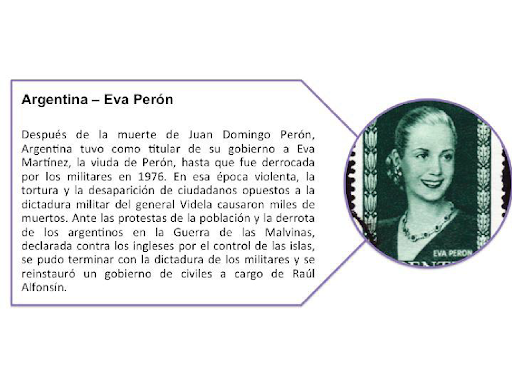 Argentina – Eva Perón
Después de la muerte de Juan Domingo Perón,
Argentina tuvo como titular de su gobierno a Eva
Martínez, la viuda de Perón, hasta que fue derrocada
por los militares en 1976. En esa época violenta, la
tortura y la desaparición de ciudadanos opuestos a la
dictadura militar del general Videla causaron miles de
muertos. Ante las protestas de la población y la derrota
de los argentinos en la Guerra de las Malvinas,
declarada contra los ingleses por el control de las islas,
se pudo terminar con la dictadura de los militares y se
reinstauró un gobierno de civiles a cargo de Raúl
Alfonsín.
EVA PERON